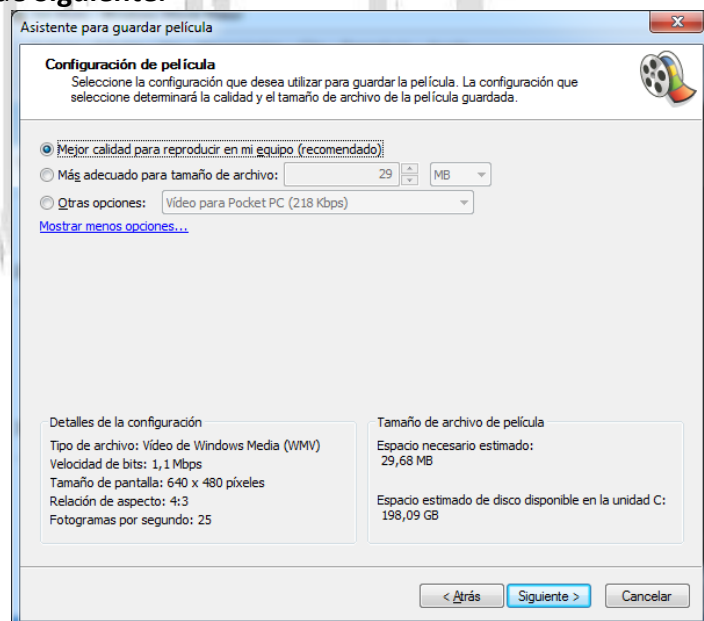 de siguiente.
Asistente para guardar película
Configuración de película
Seleccione la configuración que desea utilizar para guardar la película. La configuración que
seleccione determinará la calidad y el tamaño de archivo de la película guardada.
Mejor calidad para reproducir en mi equipo (recomendado)
Más adecuado para tamaño de archivo: 29 MB
Otras opciones: Vídeo para Pocket PC (218 Kbps)
Mostrar menos opciones...
Detalles de la configuración
Tipo de archivo: Vídeo de Windows Media (WMV)
Velocidad de bits: 1,1 Mbps
Tamaño de pantalla: 640 x 480 píxeles
Relación de aspecto: 4:3
Fotogramas por segundo: 25
Tamaño de archivo de película
Espacio necesario estimado:
29,68 MB
Espacio estimado de disco disponible en la unidad C:
198,09 GB
< Atrás Siguiente > Cancelar